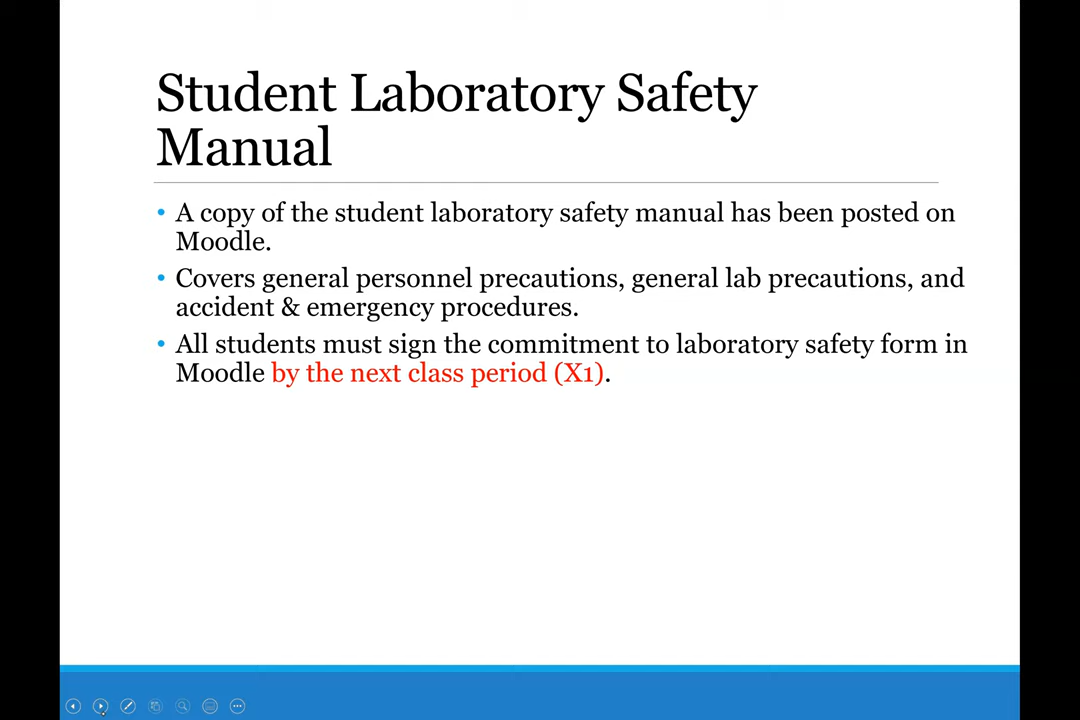 Student Laboratory Safety
Manual
• A copy of the student laboratory safety manual has been posted on
Moodle.
• Covers general personnel precautions, general lab precautions, and
accident & emergency procedures.
• All students must sign the commitment to laboratory safety form in
Moodle by the next class period (X1).